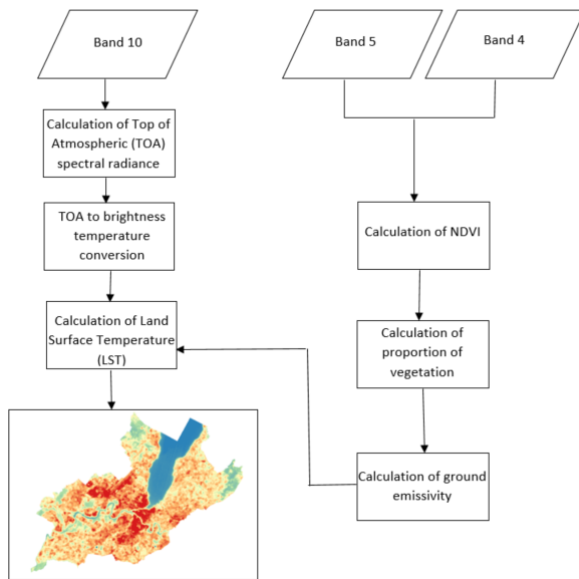 Band 10
Band 5
Band 4
Calculation of Top of
Atmospheric (TOA)
spectral radiance
TOA to brightness
temperature
conversion
Calculation of NDVI
Calculation of Land
Surface Temperature
(LST)
Calculation of
proportion of
vegetation
Calculation of ground
emissivity